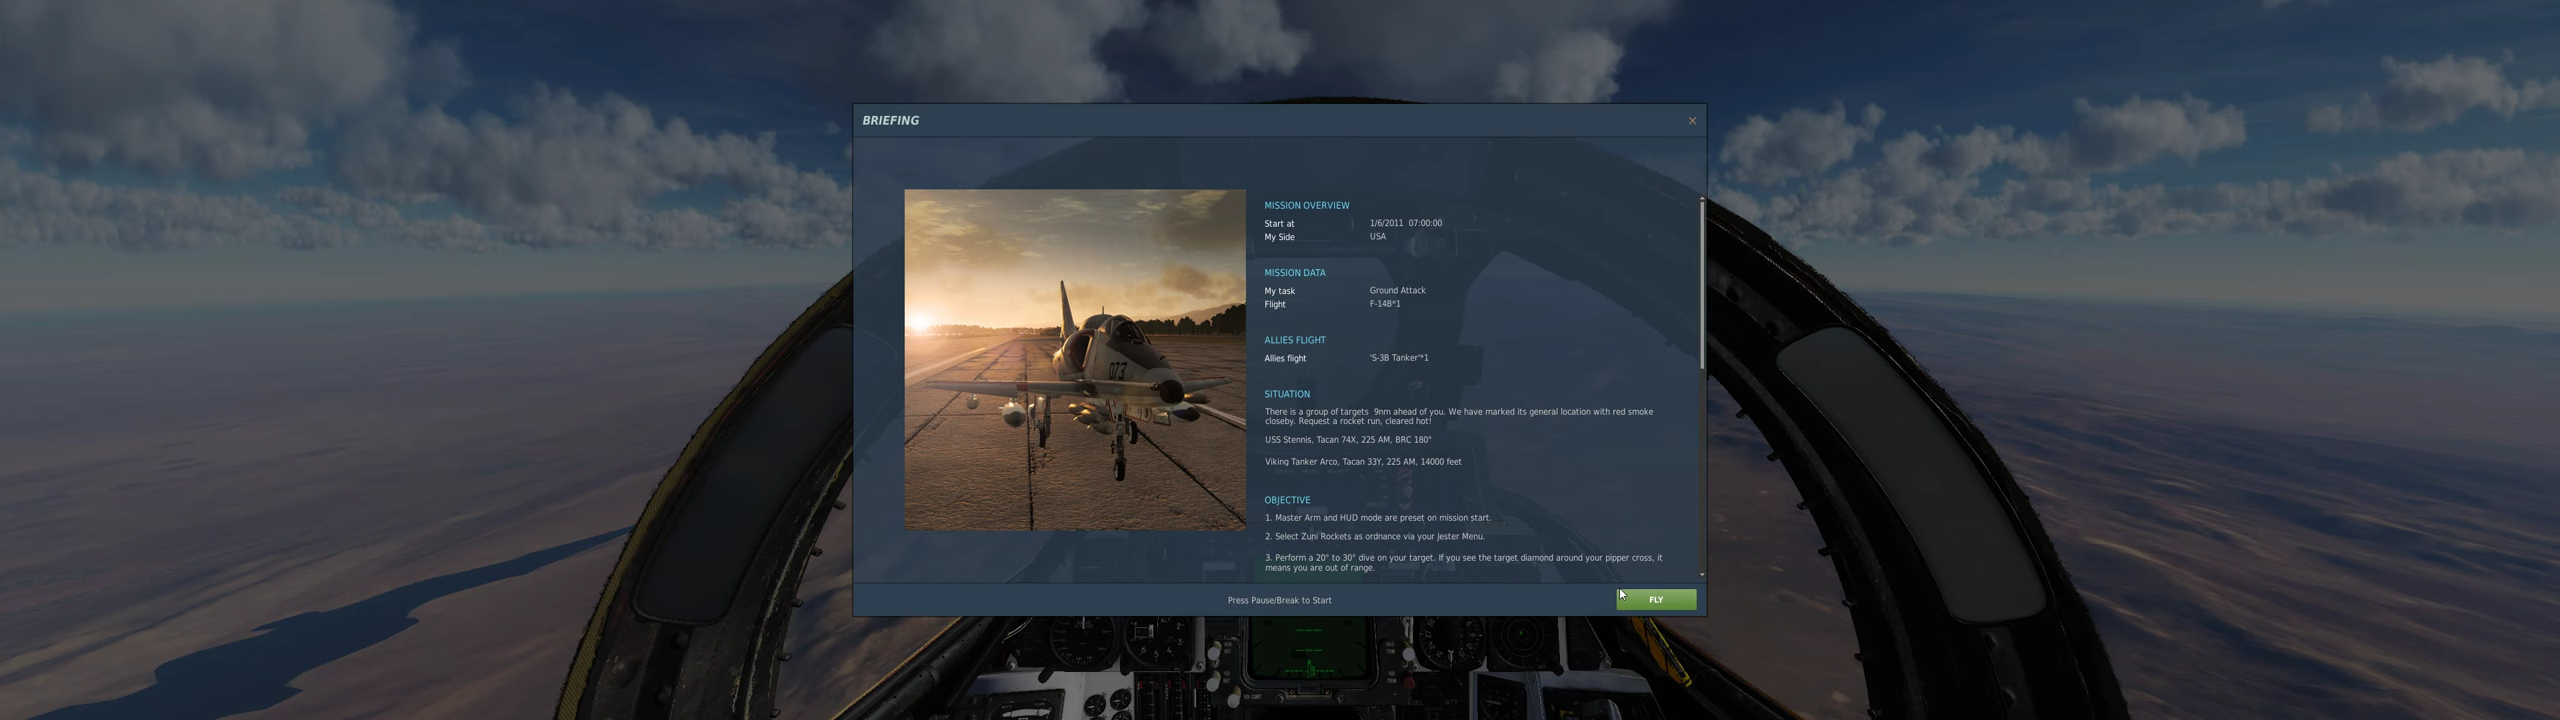 BRIEFING
MISSION OVERVIEW
Start at 1/6/2011 07:00:00
My Side USA
MISSION DATA
My task Ground Attack
Flight F-14B*1
ALLIES FLIGHT
Allies flight 'S-3B Tanker'*1
SITUATION
There is a group of targets 9nm ahead of you. We have marked its general location with red smoke
closeby. Request a rocket run, cleared hot!
USS Stennis, Tacan 74X, 225 AM, BRC 180°
Viking Tanker Arco, Tacan 33Y, 225 AM, 14000 feet
OBJECTIVE
1. Master Arm and HUD mode are preset on mission start.
2. Select Zuni Rockets as ordnance via your Jester Menu.
3. Perform a 20° to 30° dive on your target. If you see the target diamond around your pipper cross, it
means you are out of range.
073
Press Pause/Break to Start
FLY